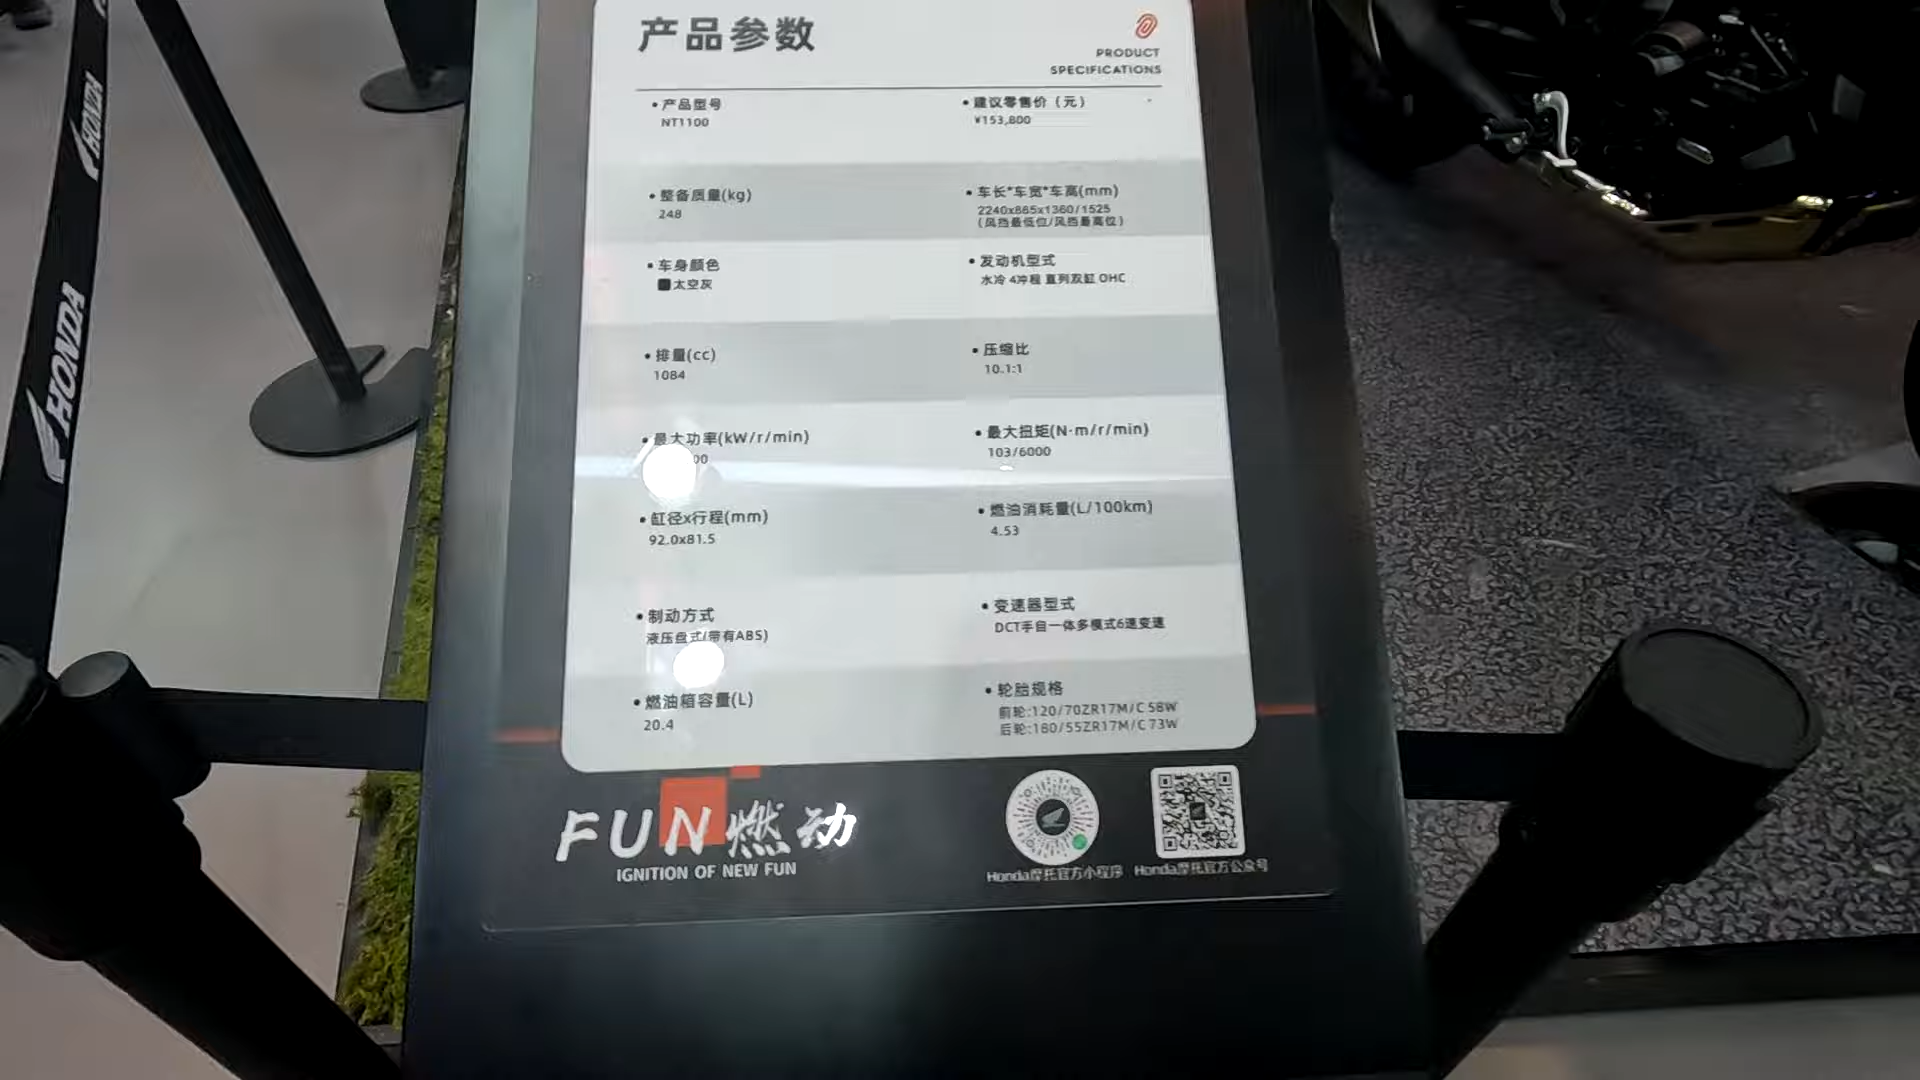 产品参数
PRODUCT
SPECIFICATIONS
•产品型号
NT1100
•建议零售价（元）
¥153,800
•整备质量(kg)
248
•车长*车宽*车高(mm)
2240x865x1360/1525
(风挡最低位/风挡最高位)
•车身颜色
太空灰
•发动机型式
水冷 4冲程 直列双缸 OHC
•排量(cc)
1084
•压缩比
10.1:1
•最大功率(kW/r/min)
•最大扭矩(N·m/r/min)
103/6000
•缸径x行程(mm)
92.0x81.5
•燃油消耗量(L/100km)
4.53
•制动方式
液压盘式(带有ABS)
•变速器型式
DCT手自一体多模式6速变速
•燃油箱容量(L)
20.4
•轮胎规格
前轮:120/70ZR17M/C 58W
后轮:180/55ZR17M/C 73W
FUN燃动
IGNITION OF NEW FUN
Honda摩托官方小程序
Honda摩托官方公众号
HONDA
HONDA